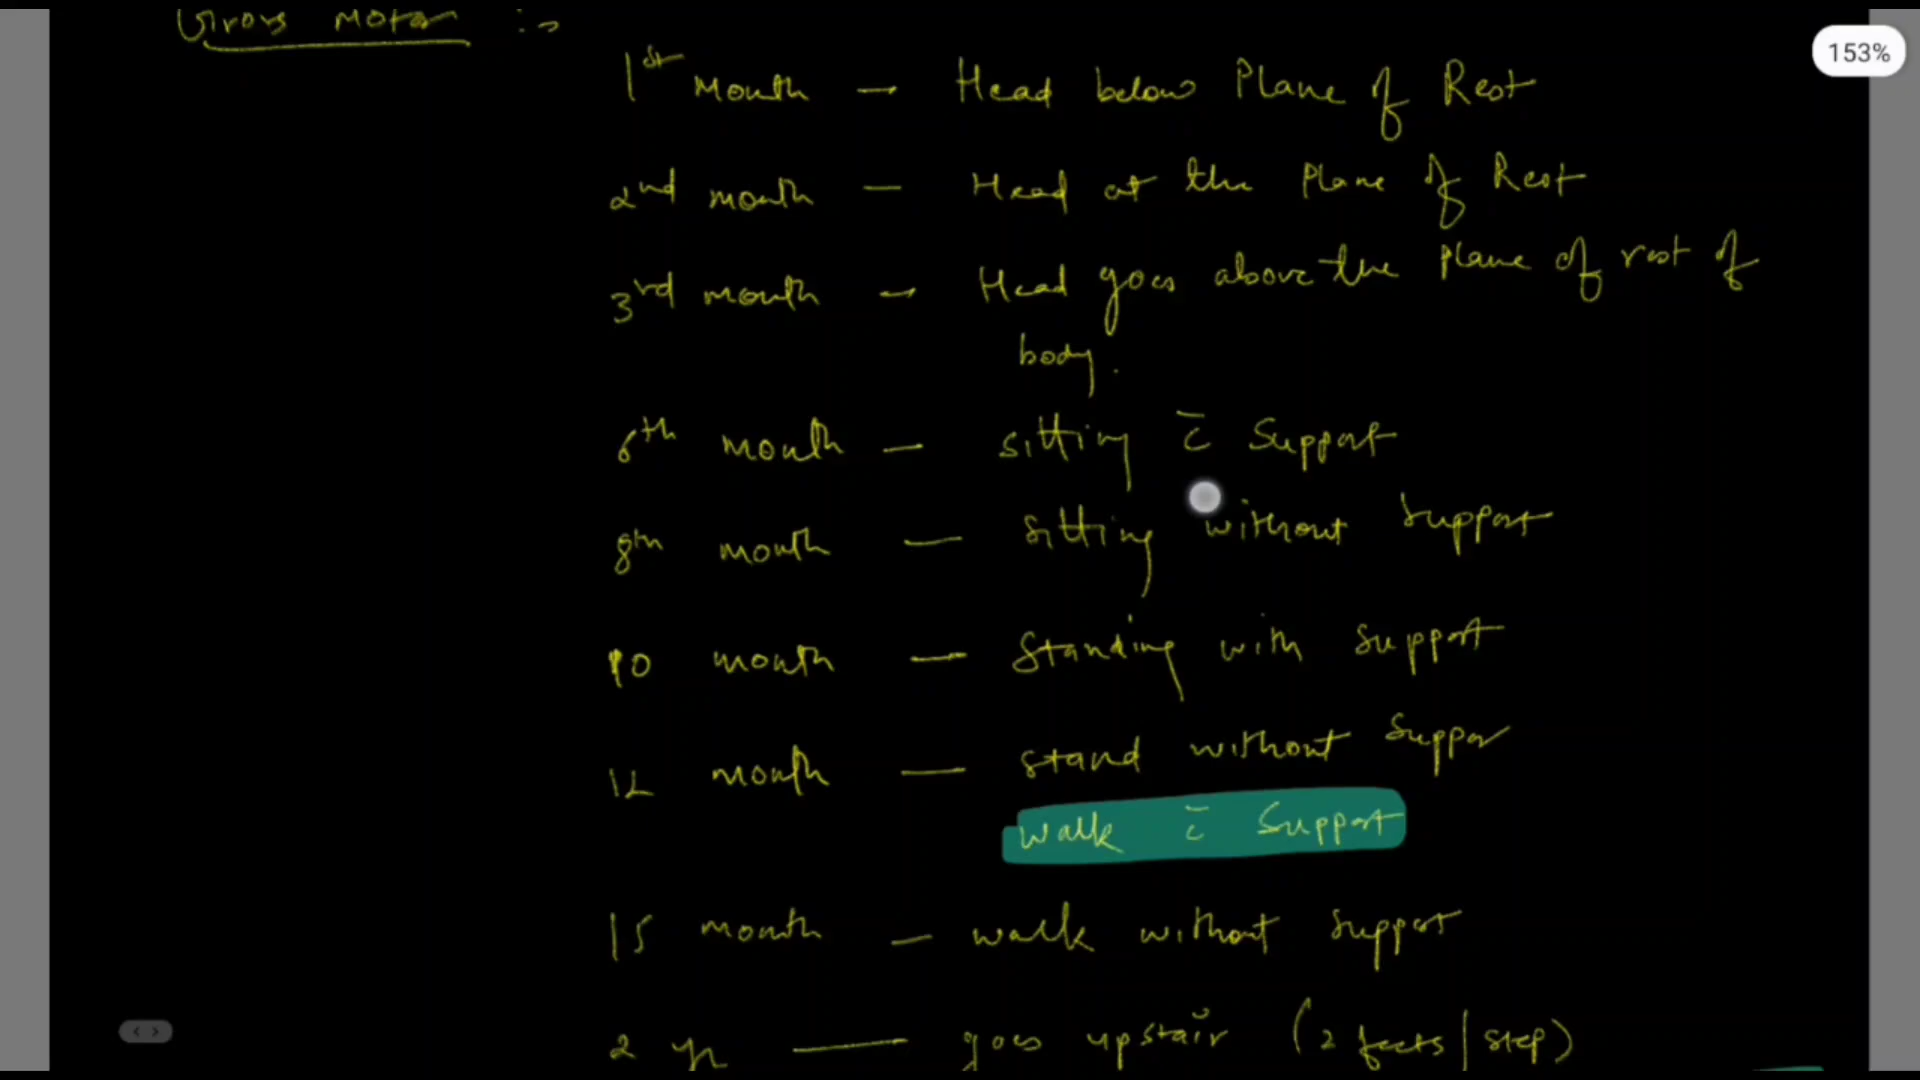 Gross Motor :->
153%
1st Month — Head below Plane of Rest
2nd month — Head at the Plane of Rest
3rd month — Head goes above the Plane of rest of
body.
6th month — sitting c̄ Support
8th month — sitting without support
10 month — Standing with support
12 month — stand without suppor
walk c̄ Support
15 month — walk without support
2 yr — goes upstair (2 feets/step)